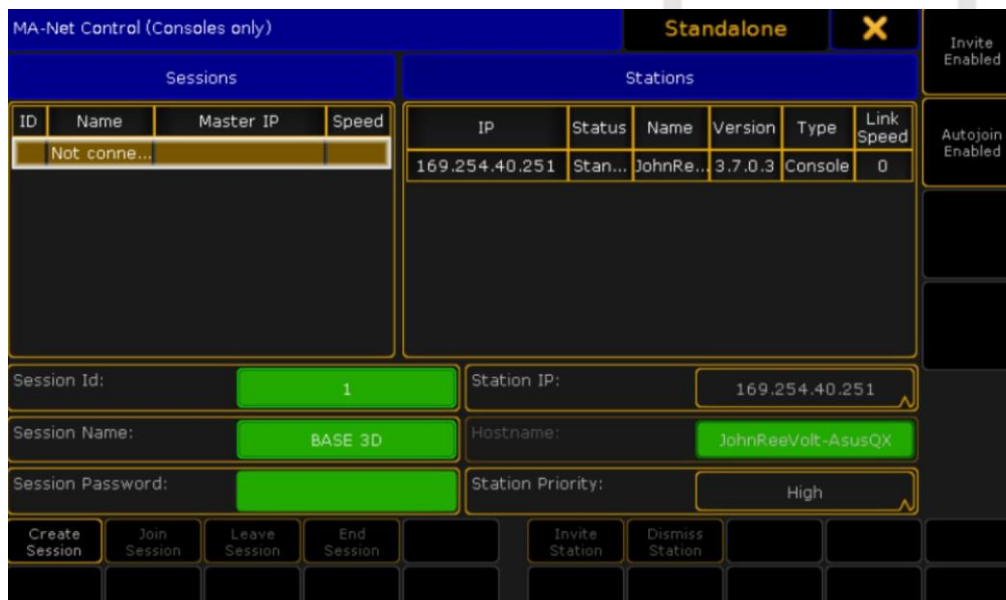 MA-Net Control (Consoles only)
Standalone
Invite
Enabled
Sessions
Stations
ID Name Master IP Speed
IP Status Name Version Type Link
Speed
Autojoin
Enabled
Not conne...
169.254.40.251 Stan... JohnRe... 3.7.0.3 Console 0
Session Id: 1
Station IP: 169.254.40.251
Session Name: BASE 3D
Hostname: JohnReeVolt-AsusQX
Session Password:
Station Priority: High
Create
Session
Join
Session
Leave
Session
End
Session
Invite
Station
Dismiss
Station